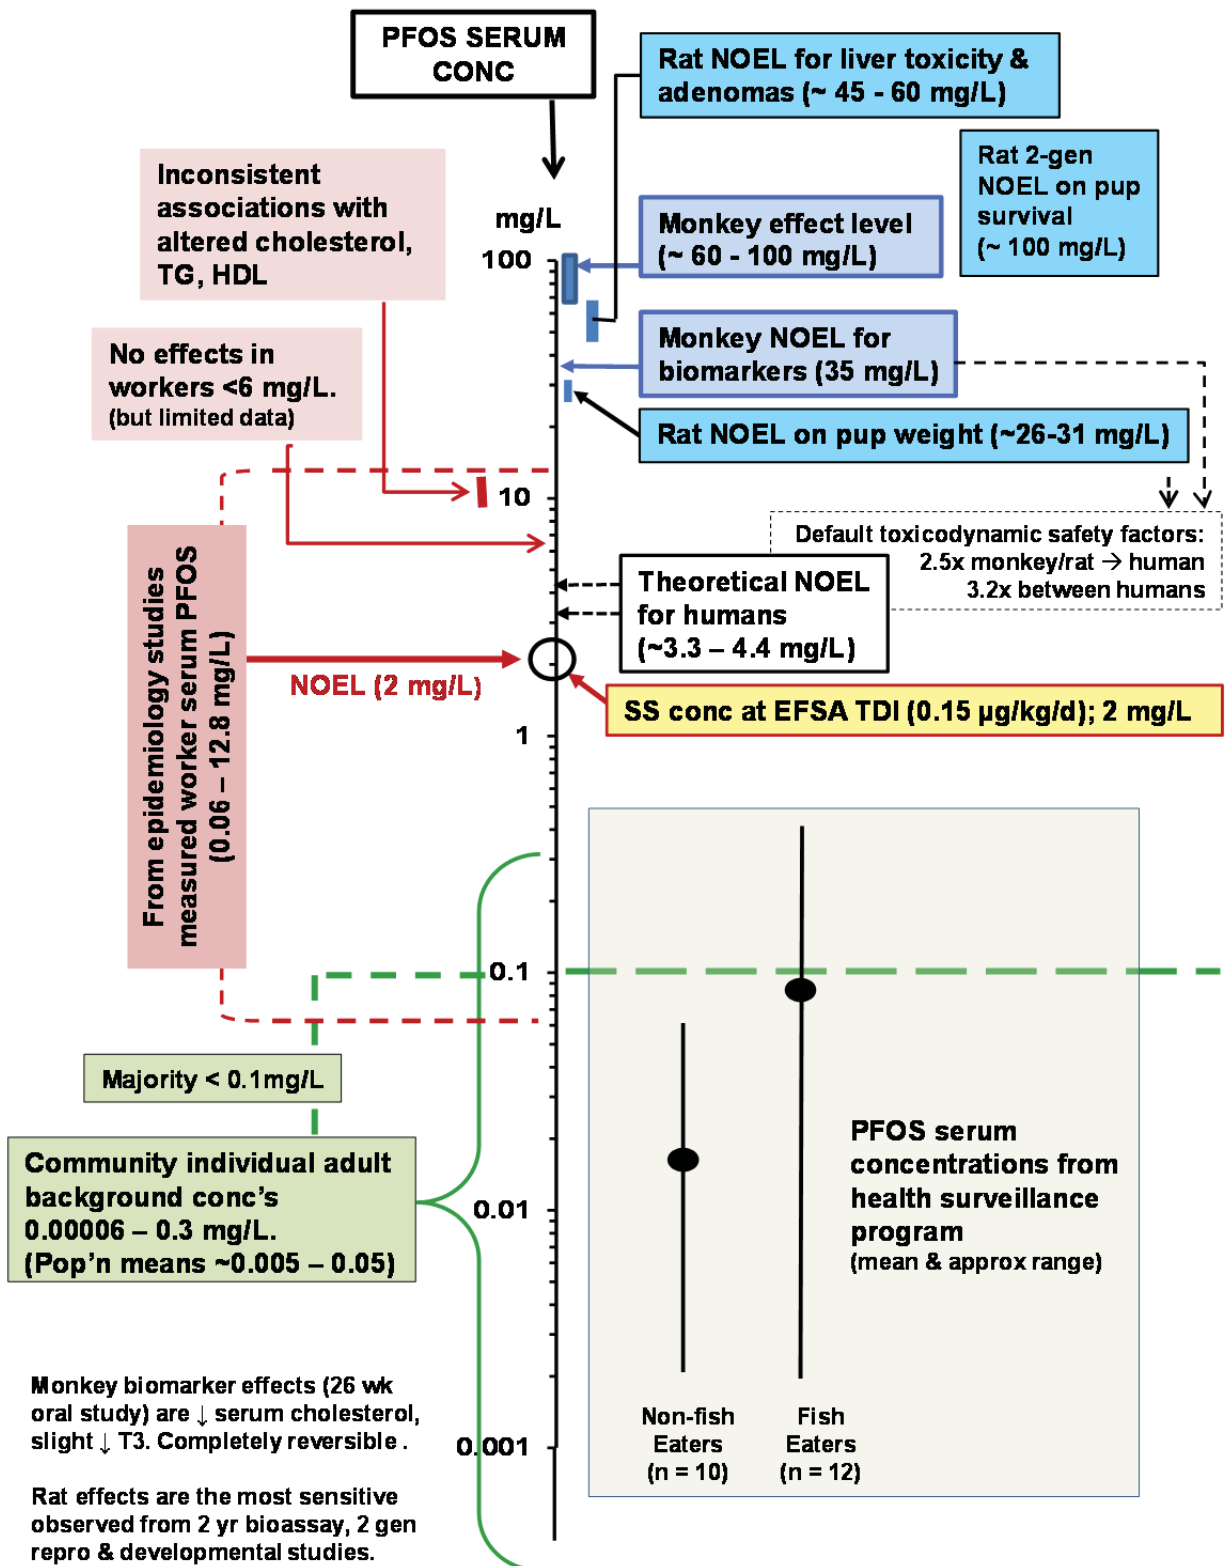 PFOS SERUM
CONC
Rat NOEL for liver toxicity &
adenomas (~ 45 - 60 mg/L)
Rat 2-gen
NOEL on pup
survival
(~ 100 mg/L)
Inconsistent
associations with
altered cholesterol,
TG, HDL
mg/L
Monkey effect level
(~ 60 - 100 mg/L)
100
No effects in
workers <6 mg/L.
(but limited data)
Monkey NOEL for
biomarkers (35 mg/L)
Rat NOEL on pup weight (~26-31 mg/L)
10
Default toxicodynamic safety factors:
2.5x monkey/rat → human
3.2x between humans
Theoretical NOEL
for humans
(~3.3 – 4.4 mg/L)
From epidemiology studies
measured worker serum PFOS
(0.06 – 12.8 mg/L)
NOEL (2 mg/L)
SS conc at EFSA TDI (0.15 µg/kg/d); 2 mg/L
1
0.1
Majority < 0.1mg/L
Community individual adult
background conc's
0.00006 – 0.3 mg/L.
(Pop'n means ~0.005 – 0.05)
0.01
PFOS serum
concentrations from
health surveillance
program
(mean & approx range)
Non-fish
Eaters
(n = 10)
Fish
Eaters
(n = 12)
0.001
Monkey biomarker effects (26 wk
oral study) are ↓ serum cholesterol,
slight ↓ T3. Completely reversible .
Rat effects are the most sensitive
observed from 2 yr bioassay, 2 gen
repro & developmental studies.